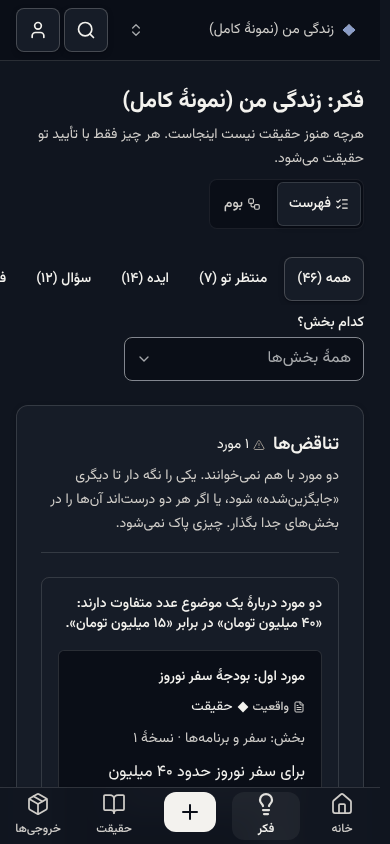 زندگی من (نمونهٔ کامل)
فکر: زندگی من (نمونهٔ کامل)
هرچه هنوز حقیقت نیست اینجاست. هر چیز فقط با تأیید تو
حقیقت می‌شود.
فهرست
بوم
همه (۴۶)
منتظر تو (۷)
ایده (۱۴)
سؤال (۱۲)
کدام بخش؟
همهٔ بخش‌ها
تناقض‌ها
۱ مورد
دو مورد با هم نمی‌خوانند. یکی را نگه دار تا دیگری
«جایگزین‌شده» شود، یا اگر هر دو درست‌اند آن‌ها را در
بخش‌های جدا بگذار. چیزی پاک نمی‌شود.
دو مورد دربارهٔ یک موضوع عدد متفاوت دارند:
«۴۰ میلیون تومان» در برابر «۱۵ میلیون تومان».
مورد اول: بودجهٔ سفر نوروز
واقعیت
حقیقت
بخش: سفر و برنامه‌ها · نسخهٔ ۱
برای سفر نوروز حدود ۴۰ میلیون
خانه
فکر
حقیقت
خروجی‌ها